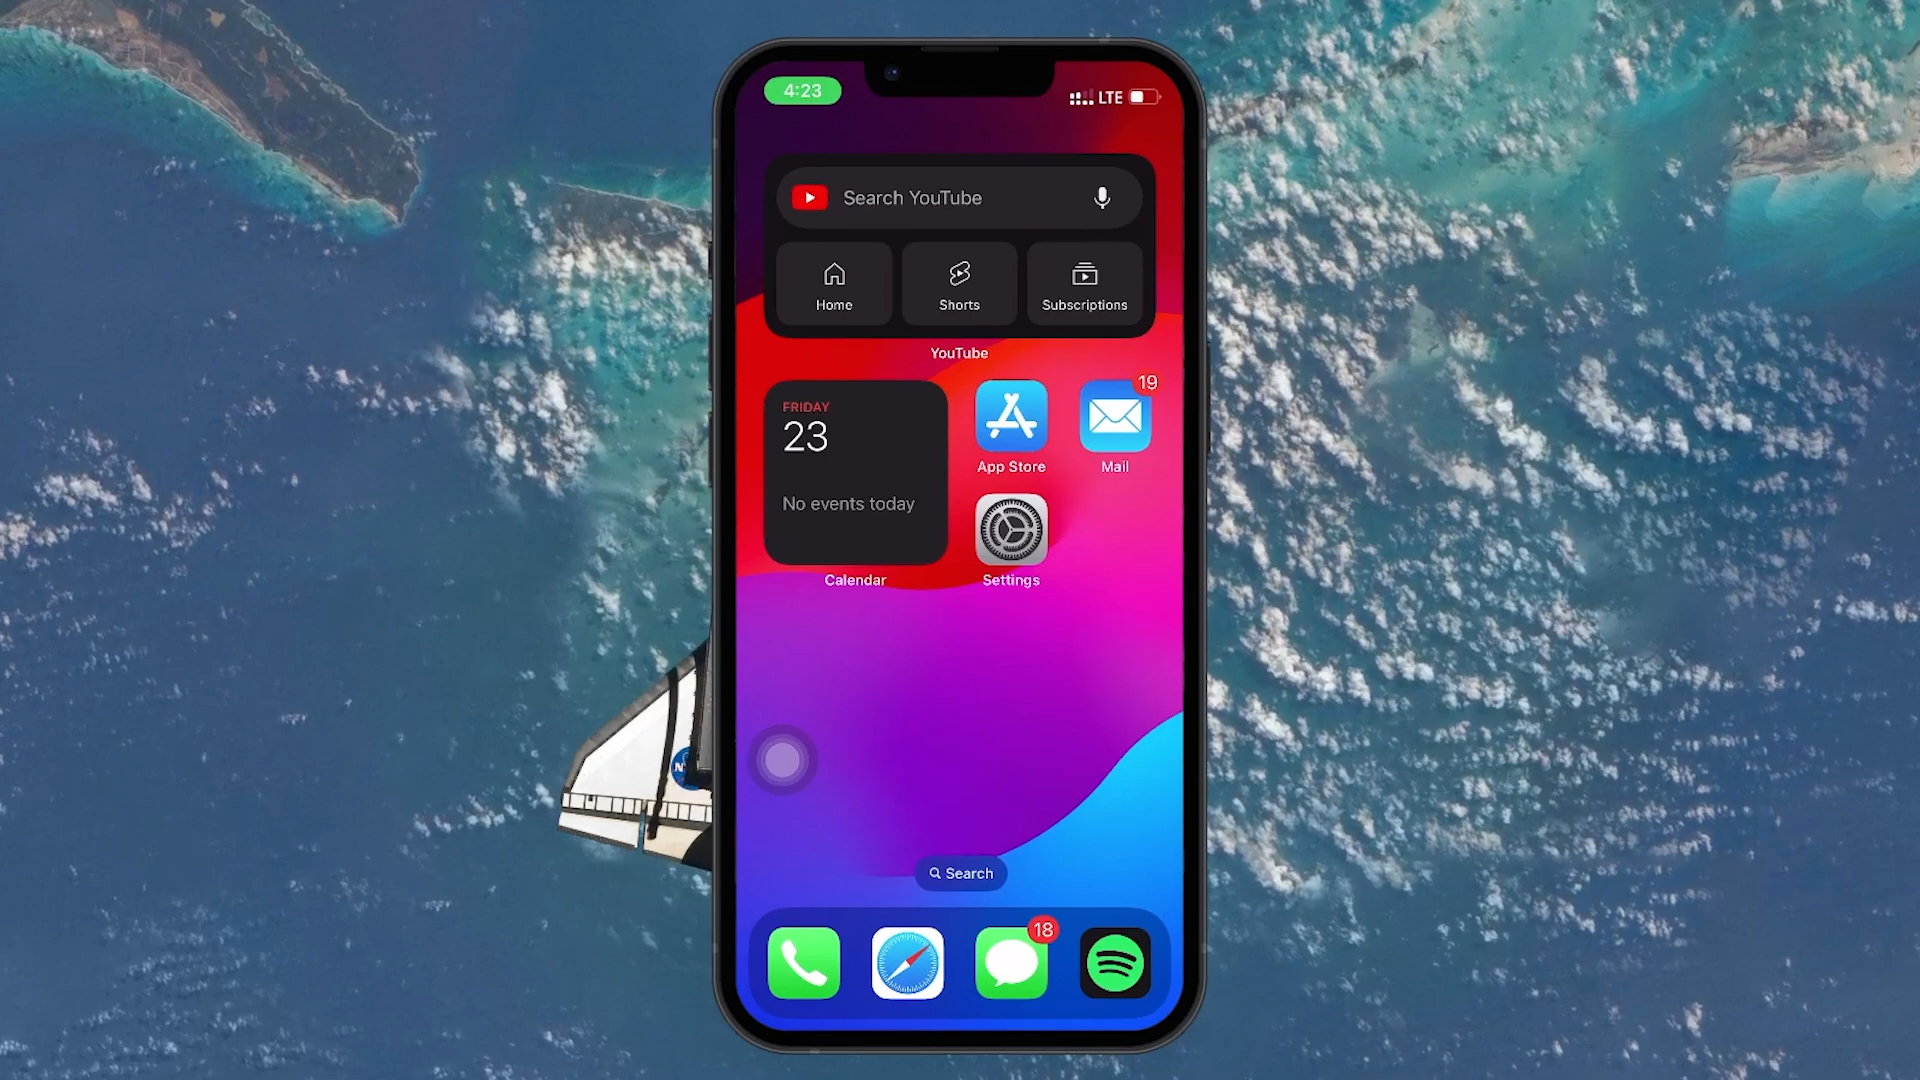 4:23
LTE
Search YouTube
Home
Shorts
Subscriptions
YouTube
FRIDAY
23
No events today
Calendar
App Store
19
Mail
Settings
Search
18